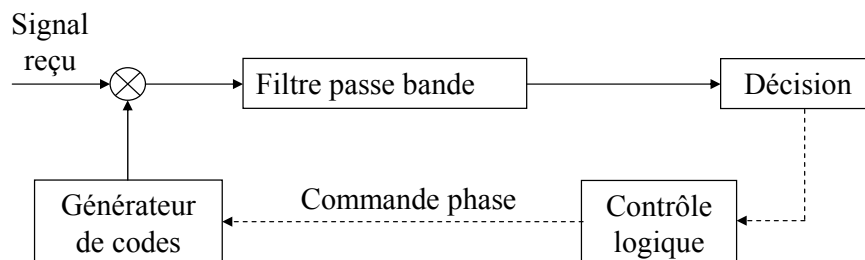 Signal
reçu
Filtre passe bande
Décision
Générateur
de codes
Commande phase
Contrôle
logique